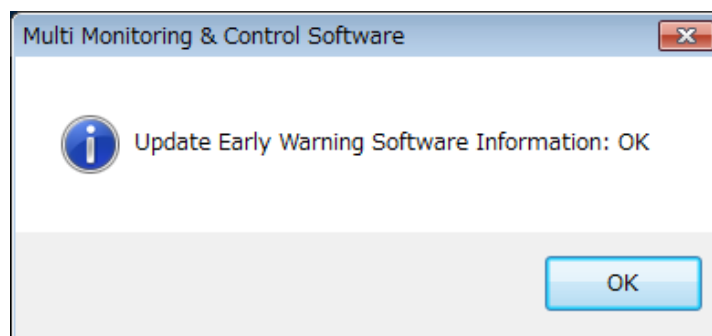 Multi Monitoring & Control Software
Update Early Warning Software Information: OK
OK